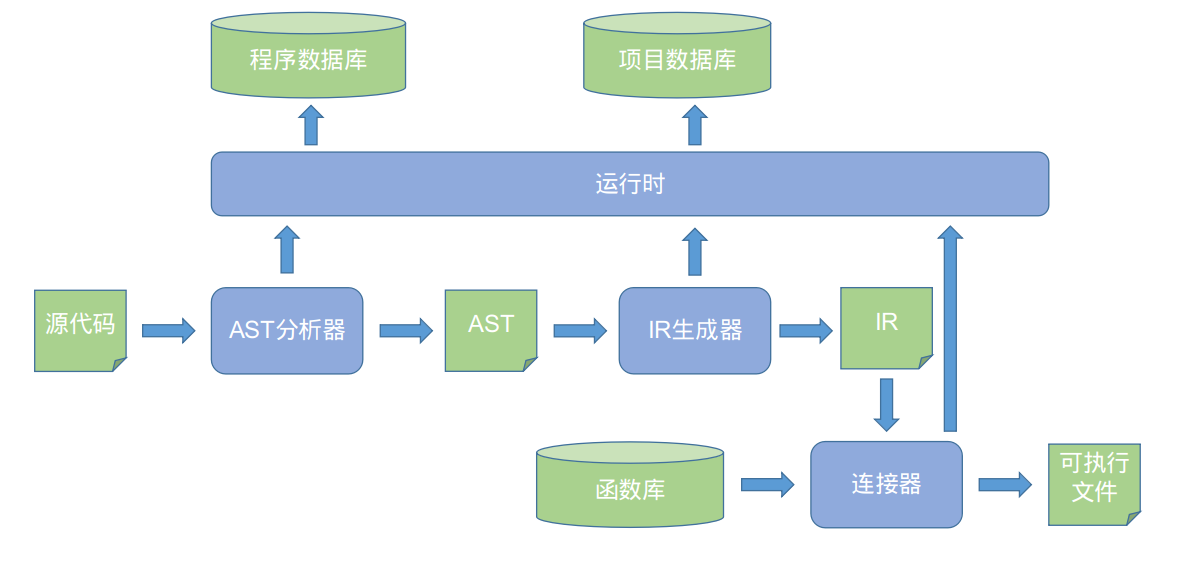 程序数据库
项目数据库
运行时
源代码
AST分析器
AST
IR生成器
IR
函数库
连接器
可执行
文件